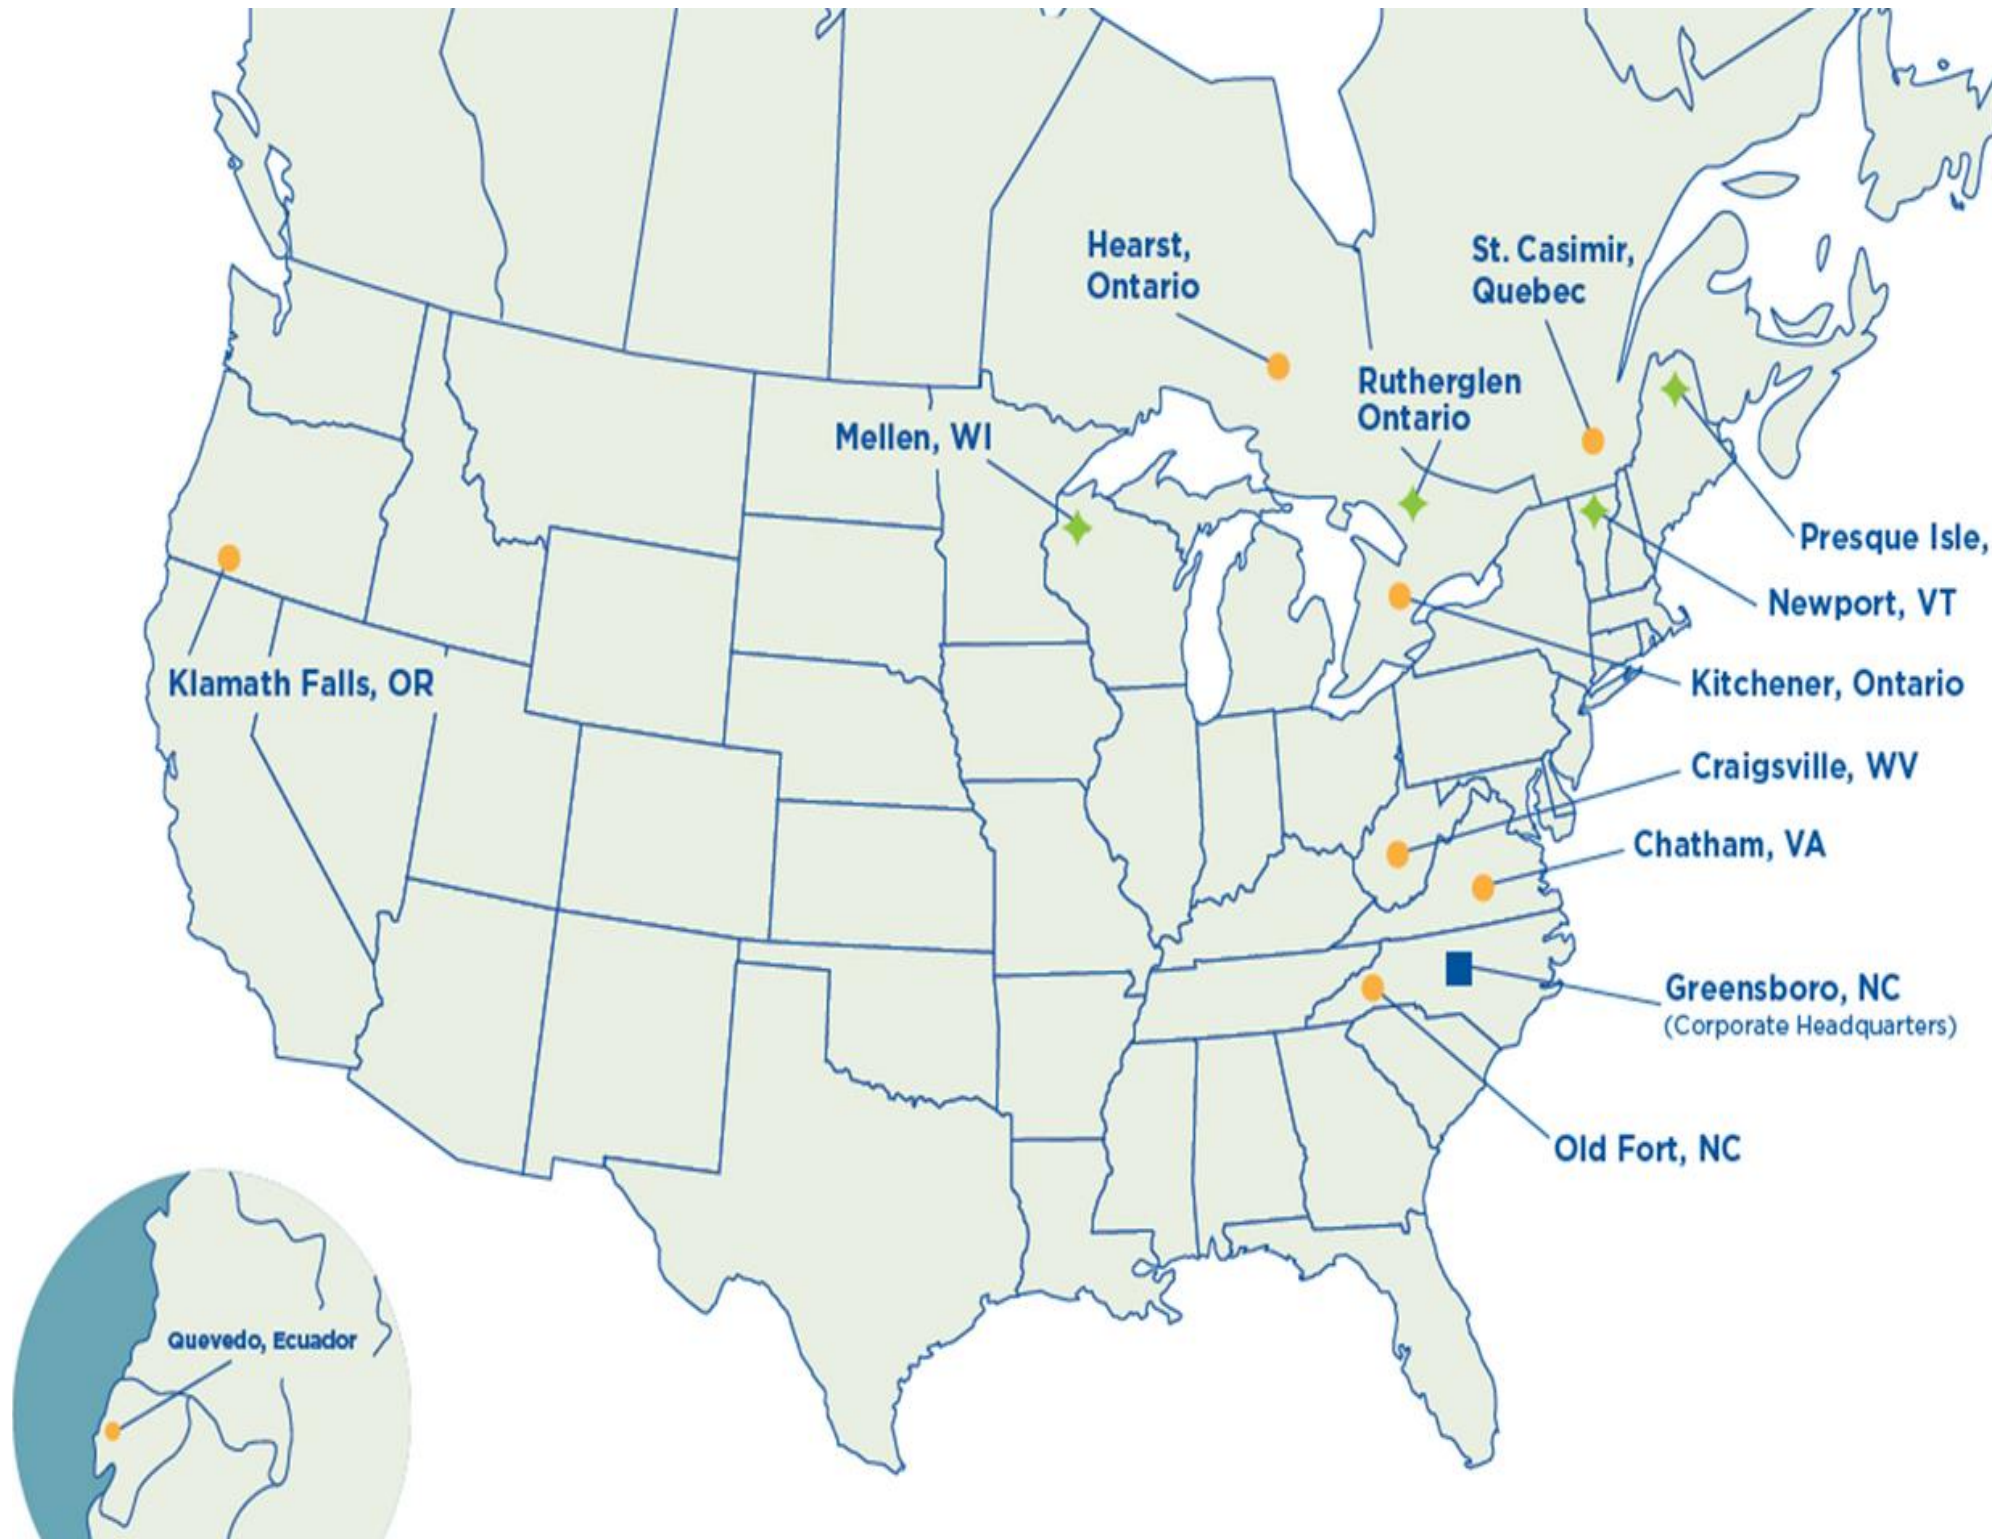 Hearst,
Ontario
St. Casimir,
Quebec
Rutherglen
Ontario
Mellen, WI
Presque Isle,
Newport, VT
Klamath Falls, OR
Kitchener, Ontario
Craigsville, WV
Chatham, VA
Greensboro, NC
(Corporate Headquarters)
Old Fort, NC
Quevedo, Ecuador